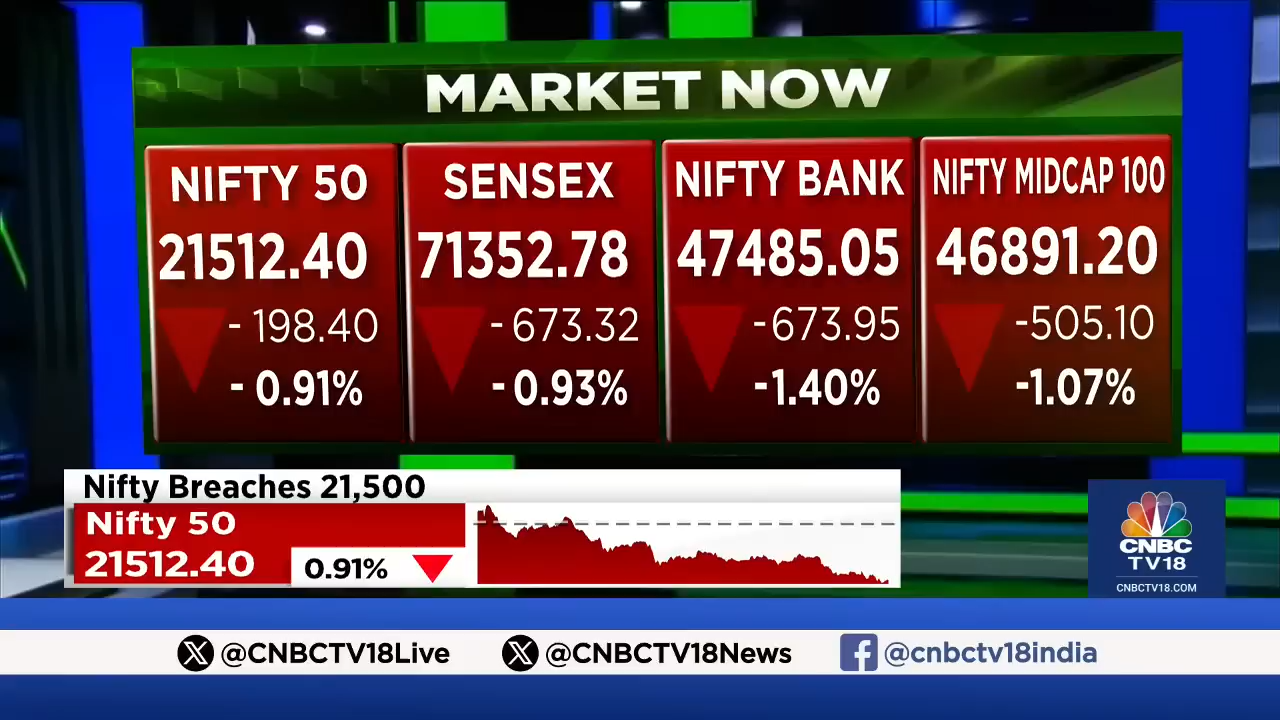 MARKET NOW
NIFTY 50
21512.40
- 198.40
- 0.91%
SENSEX
71352.78
- 673.32
- 0.93%
NIFTY BANK
47485.05
-673.95
-1.40%
NIFTY MIDCAP 100
46891.20
-505.10
-1.07%
Nifty Breaches 21,500
Nifty 50
21512.40
0.91%
CNBC
TV18
CNBCTV18.COM
@CNBCTV18Live
@CNBCTV18News
@cnbctv18india